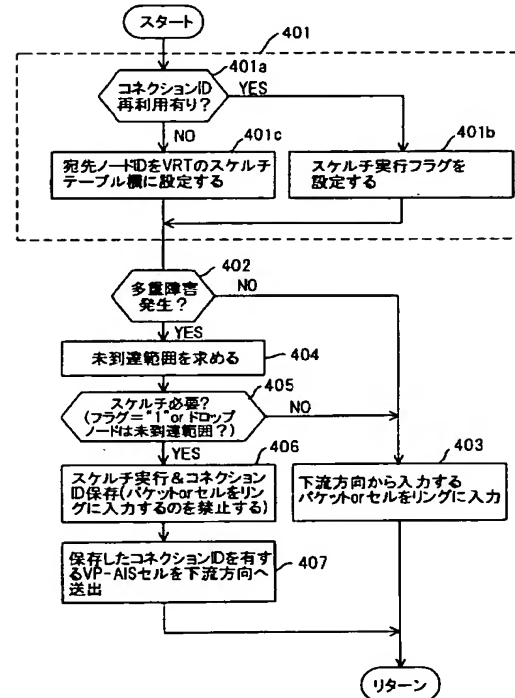 スタート
401
401a
コネクションID
再利用有り?
YES
NO
401c
401b
宛先ノードIDをVRTのスケルチ
テーブル欄に設定する
スケルチ実行フラグを
設定する
402
多重障害
発生?
NO
YES
未到達範囲を求める
404
405
スケルチ必要?
(フラグ="1"or ドロップ
ノードは未到達範囲?)
NO
YES
406
403
スケルチ実行&コネクション
ID保存(パケットorセルをリン
グに入力するのを禁止する)
下流方向から入力する
パケットorセルをリングに入力
407
保存したコネクションIDを有す
るVP-AISセルを下流方向へ
送出
リターン